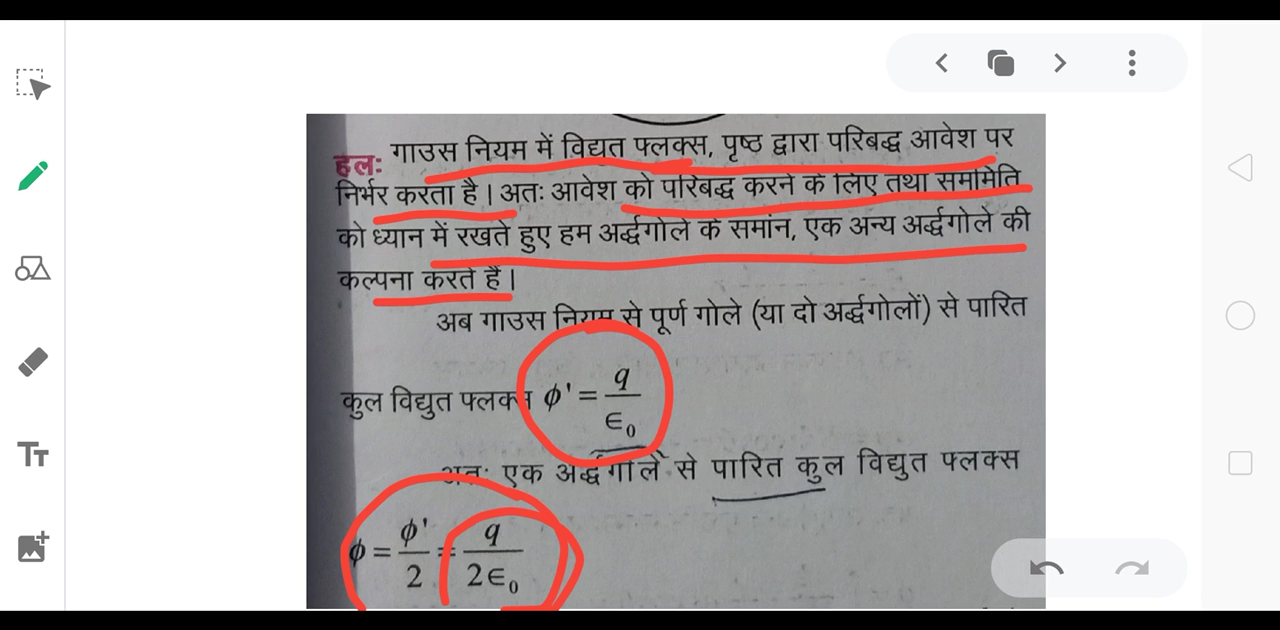 हल: गाउस नियम में विद्युत फ्लक्स, पृष्ठ द्वारा परिबद्ध आवेश पर
निर्भर करता है । अतः आवेश को परिबद्ध करने के लिए तथा सममिति
को ध्यान में रखते हुए हम अर्द्धगोले के समान, एक अन्य अर्द्धगोले की
कल्पना करते हैं ।
अब गाउस नियम से पूर्ण गोले (या दो अर्द्धगोलों) से पारित
कुल विद्युत फ्लक्स ϕ' = q/∈₀
अतः एक अर्द्धगोले से पारित कुल विद्युत फ्लक्स
ϕ = ϕ'/2 = q/2∈₀
TT